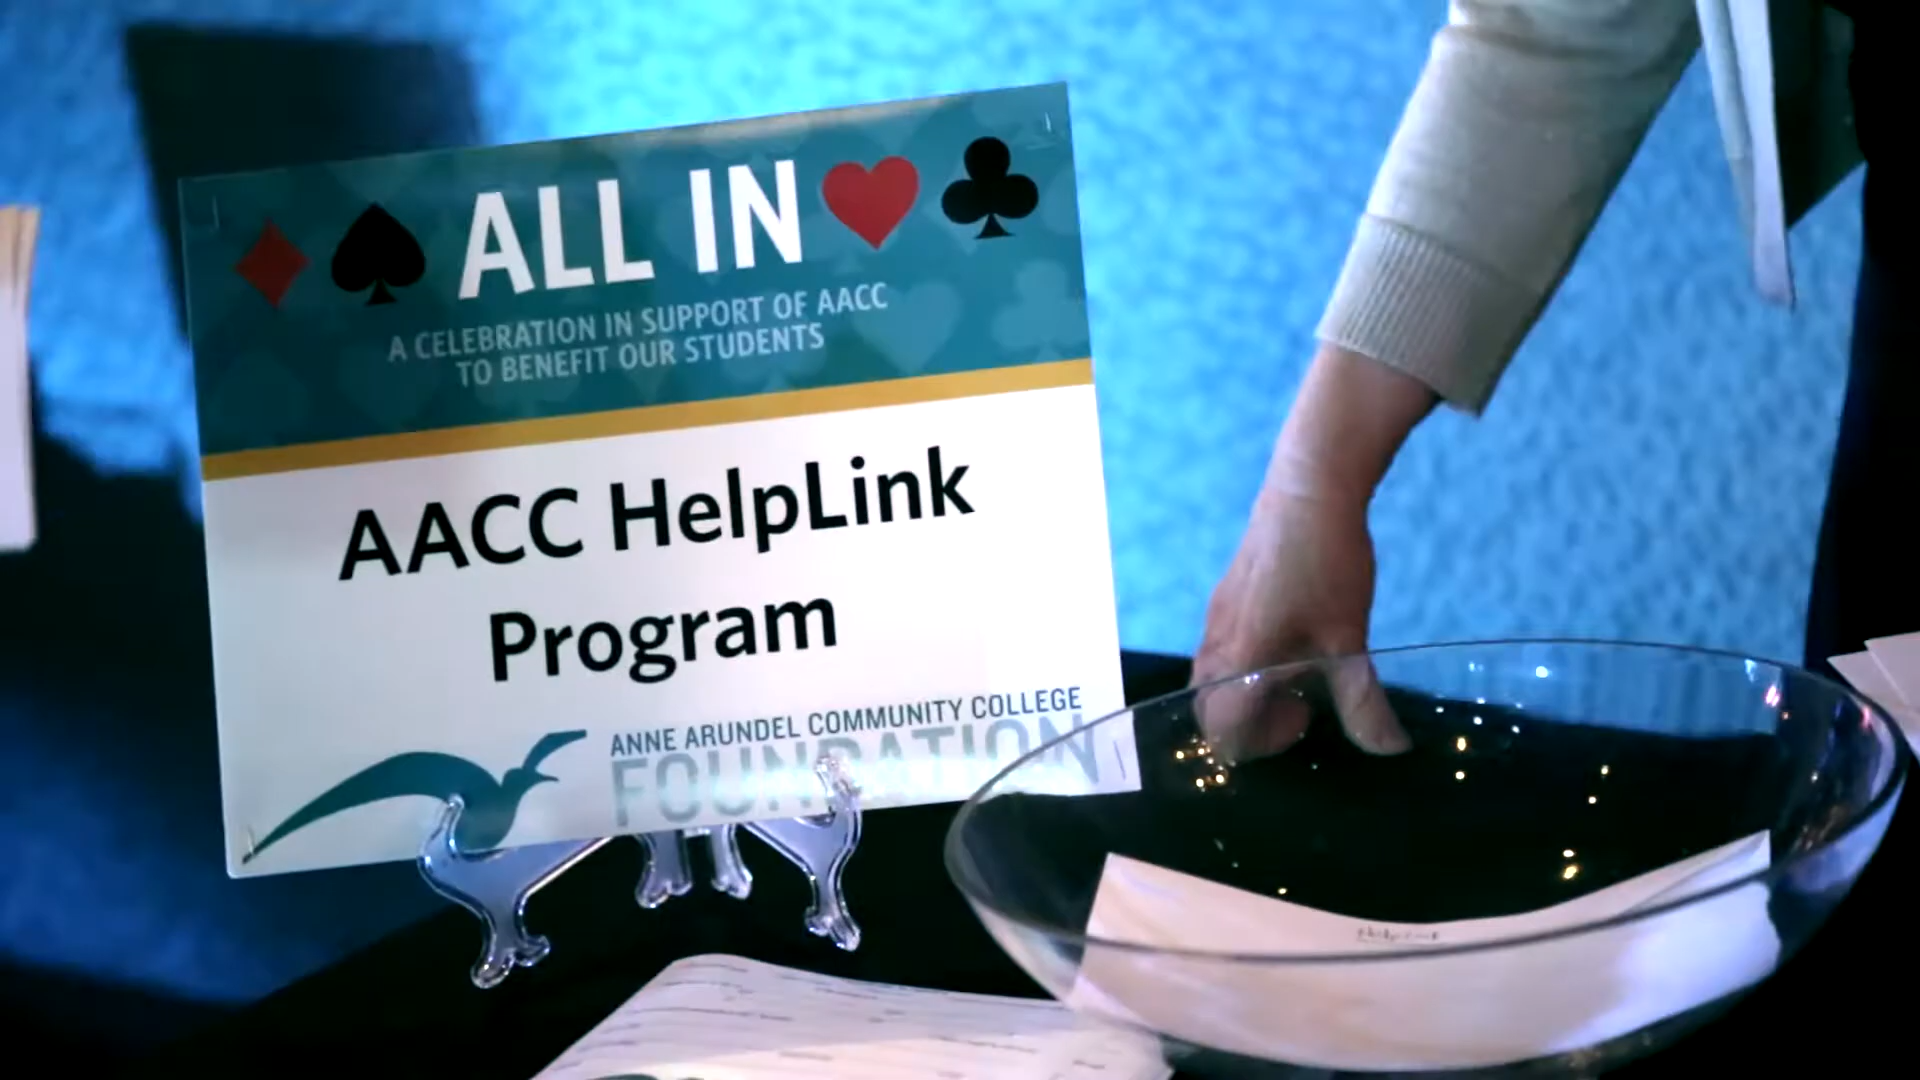 ALL IN
A CELEBRATION IN SUPPORT OF AACC
TO BENEFIT OUR STUDENTS
AACC HelpLink
Program
ANNE ARUNDEL COMMUNITY COLLEGE
FOUNDATION